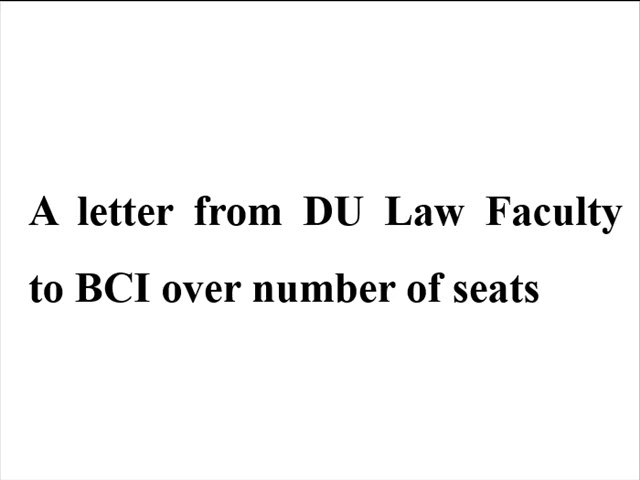 A letter from DU Law Faculty
to BCI over number of seats